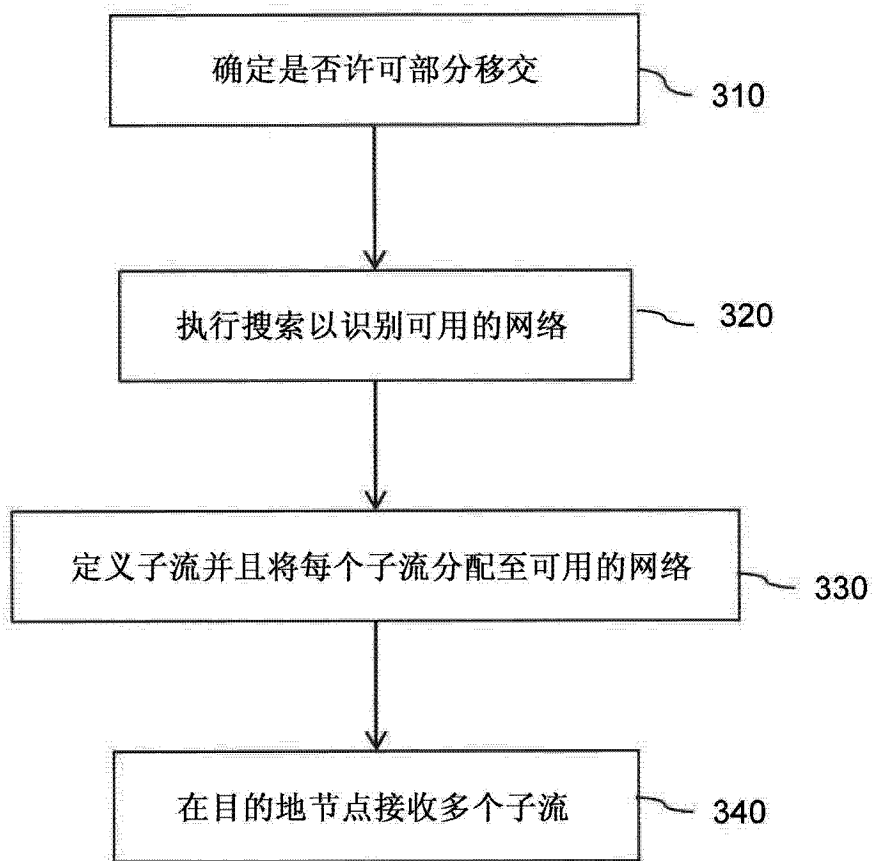 确定是否许可部分移交
310
执行搜索以识别可用的网络
320
定义子流并且将每个子流分配至可用的网络
330
在目的地节点接收多个子流
340